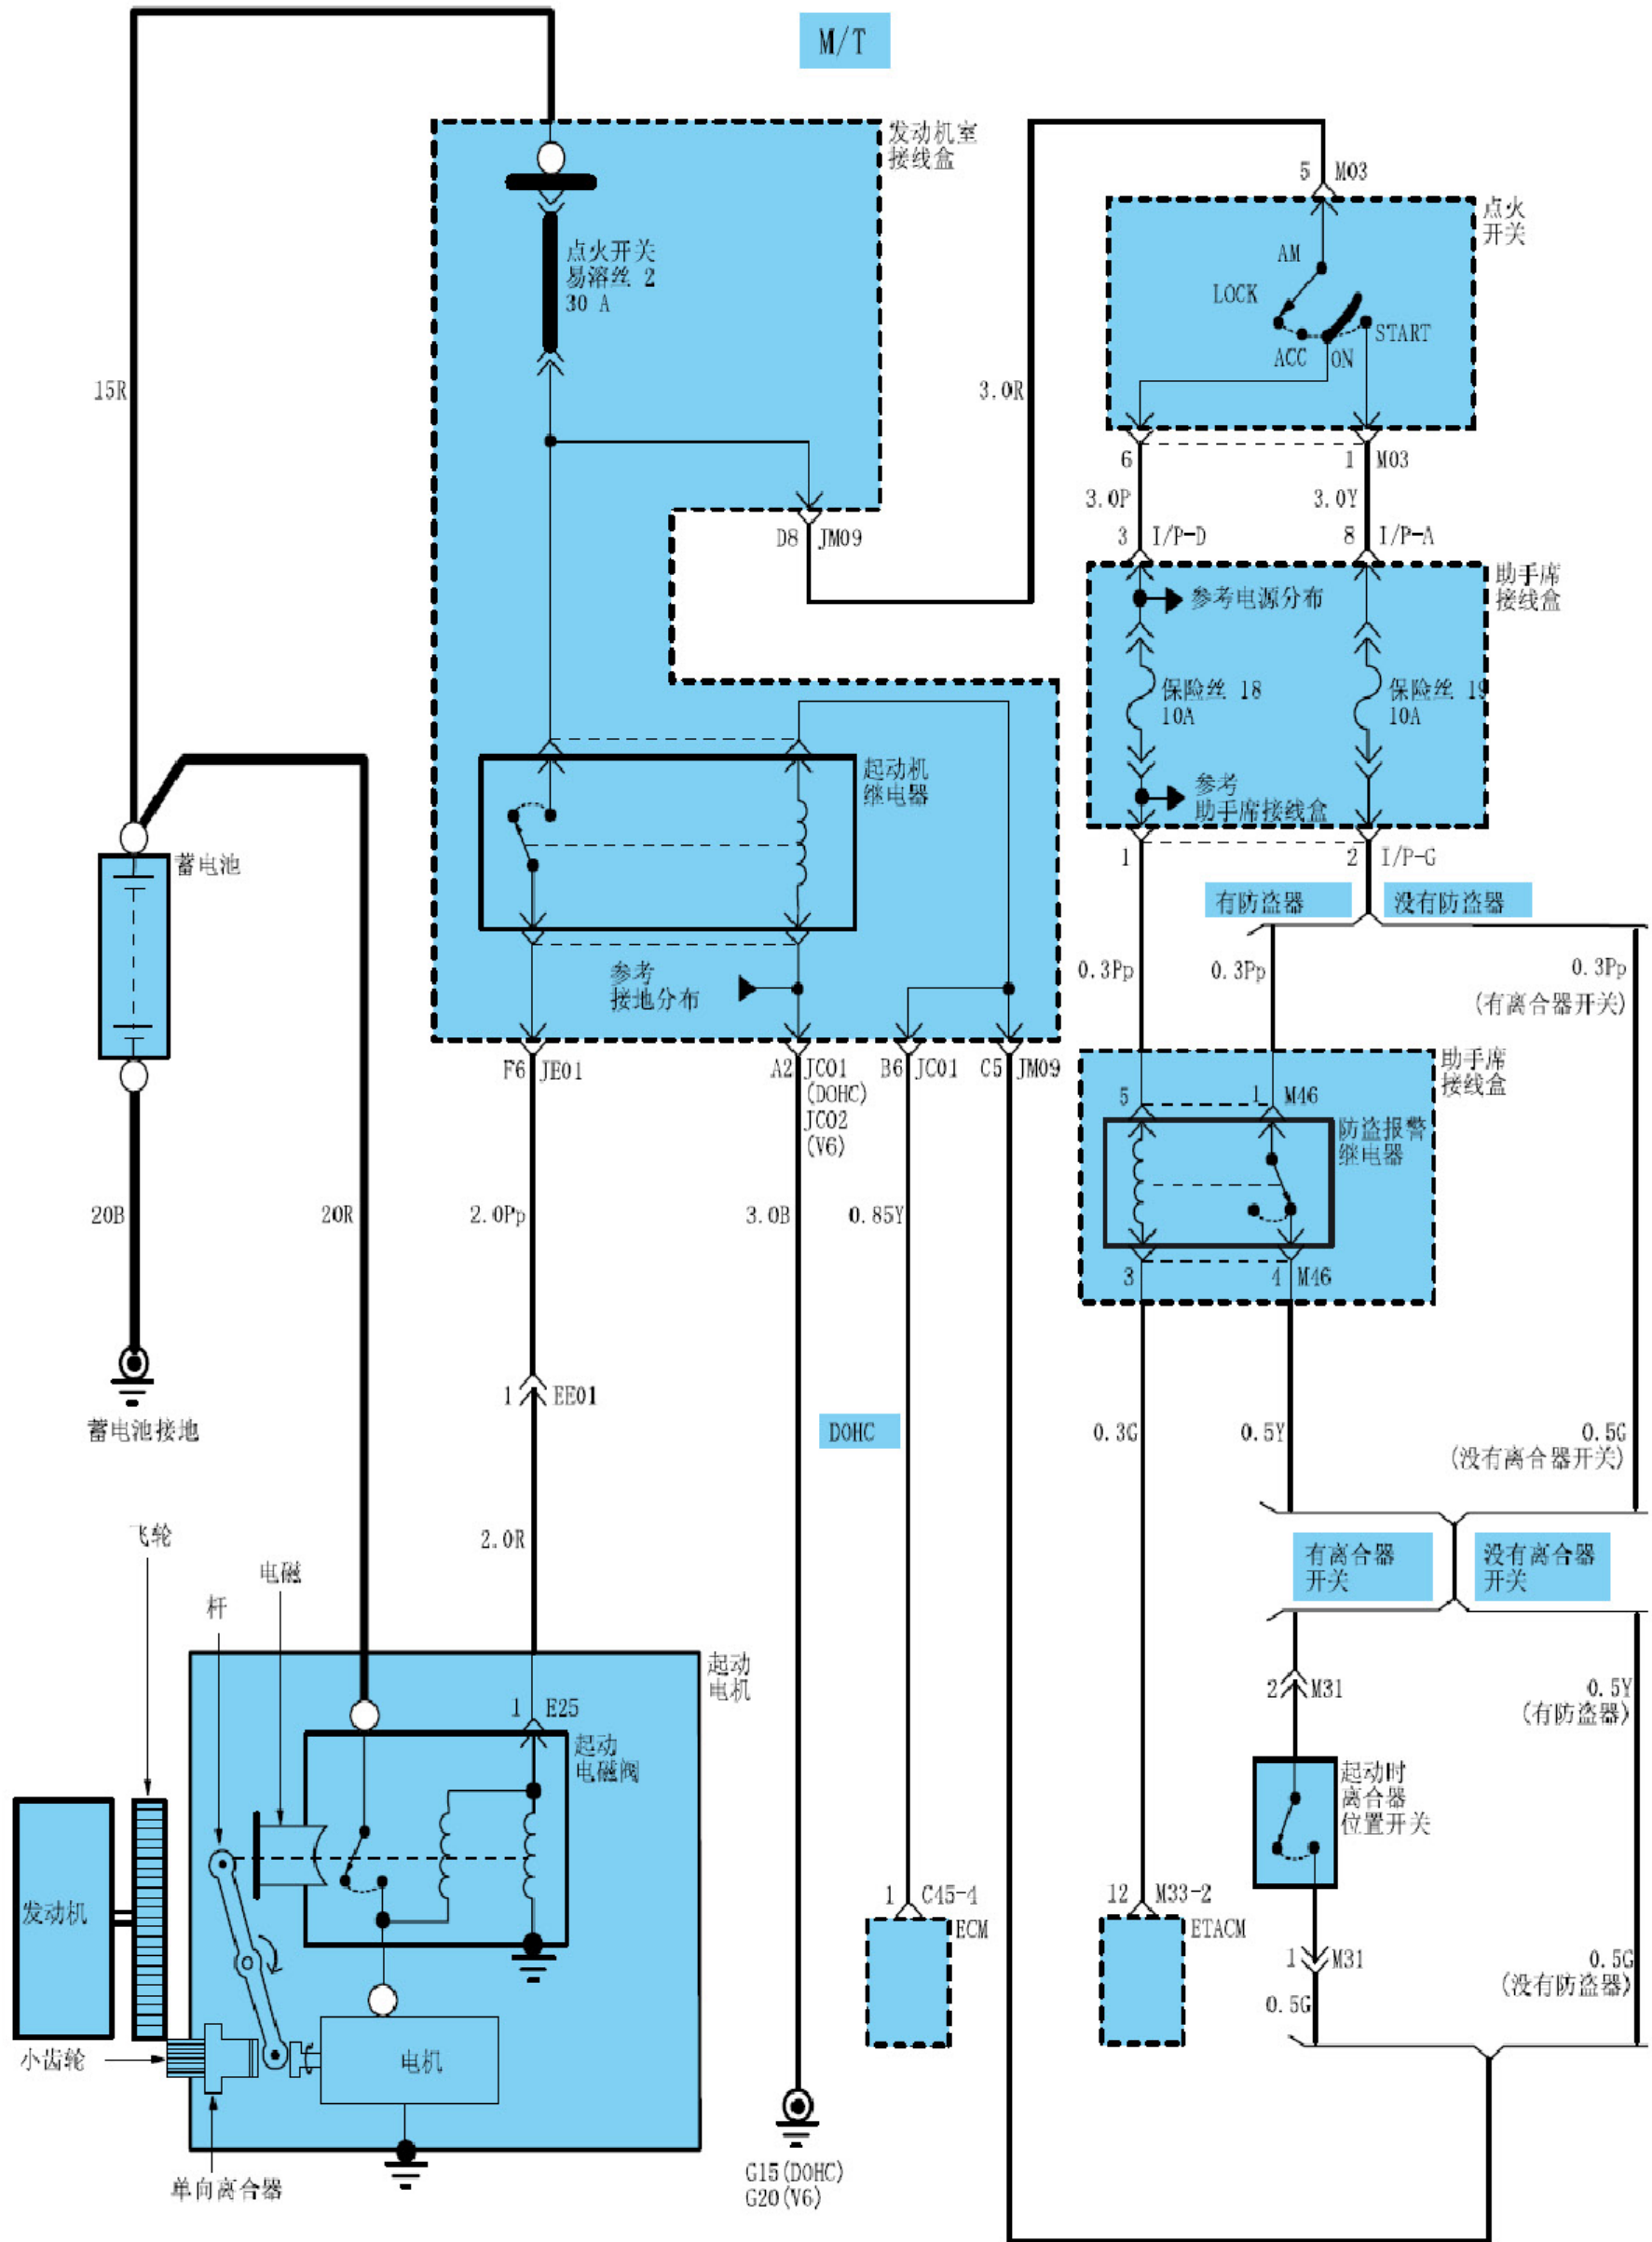 M/T
发动机室
接线盒
点火开关
易溶丝 2
30 A
15R
3.0R
5 M03
点火
开关
AM
LOCK
ACC
ON
START
6
1 M03
3.0P
3.0Y
D8 JM09
3 I/P-D
8 I/P-A
助手席
接线盒
参考电源分布
保险丝 18
10A
保险丝 19
10A
参考
助手席接线盒
起动机
继电器
1
2 I/P-G
蓄电池
有防盗器
没有防盗器
参考
接地分布
0.3Pp
0.3Pp
0.3Pp
(有离合器开关)
F6 JE01
A2 JC01
(DOHC)
JC02
(V6)
B6 JC01
C5 JM09
助手席
接线盒
5
1 M46
防盗报警
继电器
20B
20R
2.0Pp
3.0B
0.85Y
3
4 M46
1 EE01
蓄电池接地
DOHC
0.3G
0.5Y
0.5G
(没有离合器开关)
飞轮
2.0R
电磁
杆
有离合器
开关
没有离合器
开关
起动
电机
1 E25
2 M31
0.5Y
(有防盗器)
起动
电磁阀
起动时
离合器
位置开关
发动机
1 C45-4
ECM
12 M33-2
ETACM
1 M31
0.5G
(没有防盗器)
0.5G
小齿轮
电机
单向离合器
G15(DOHC)
G20(V6)